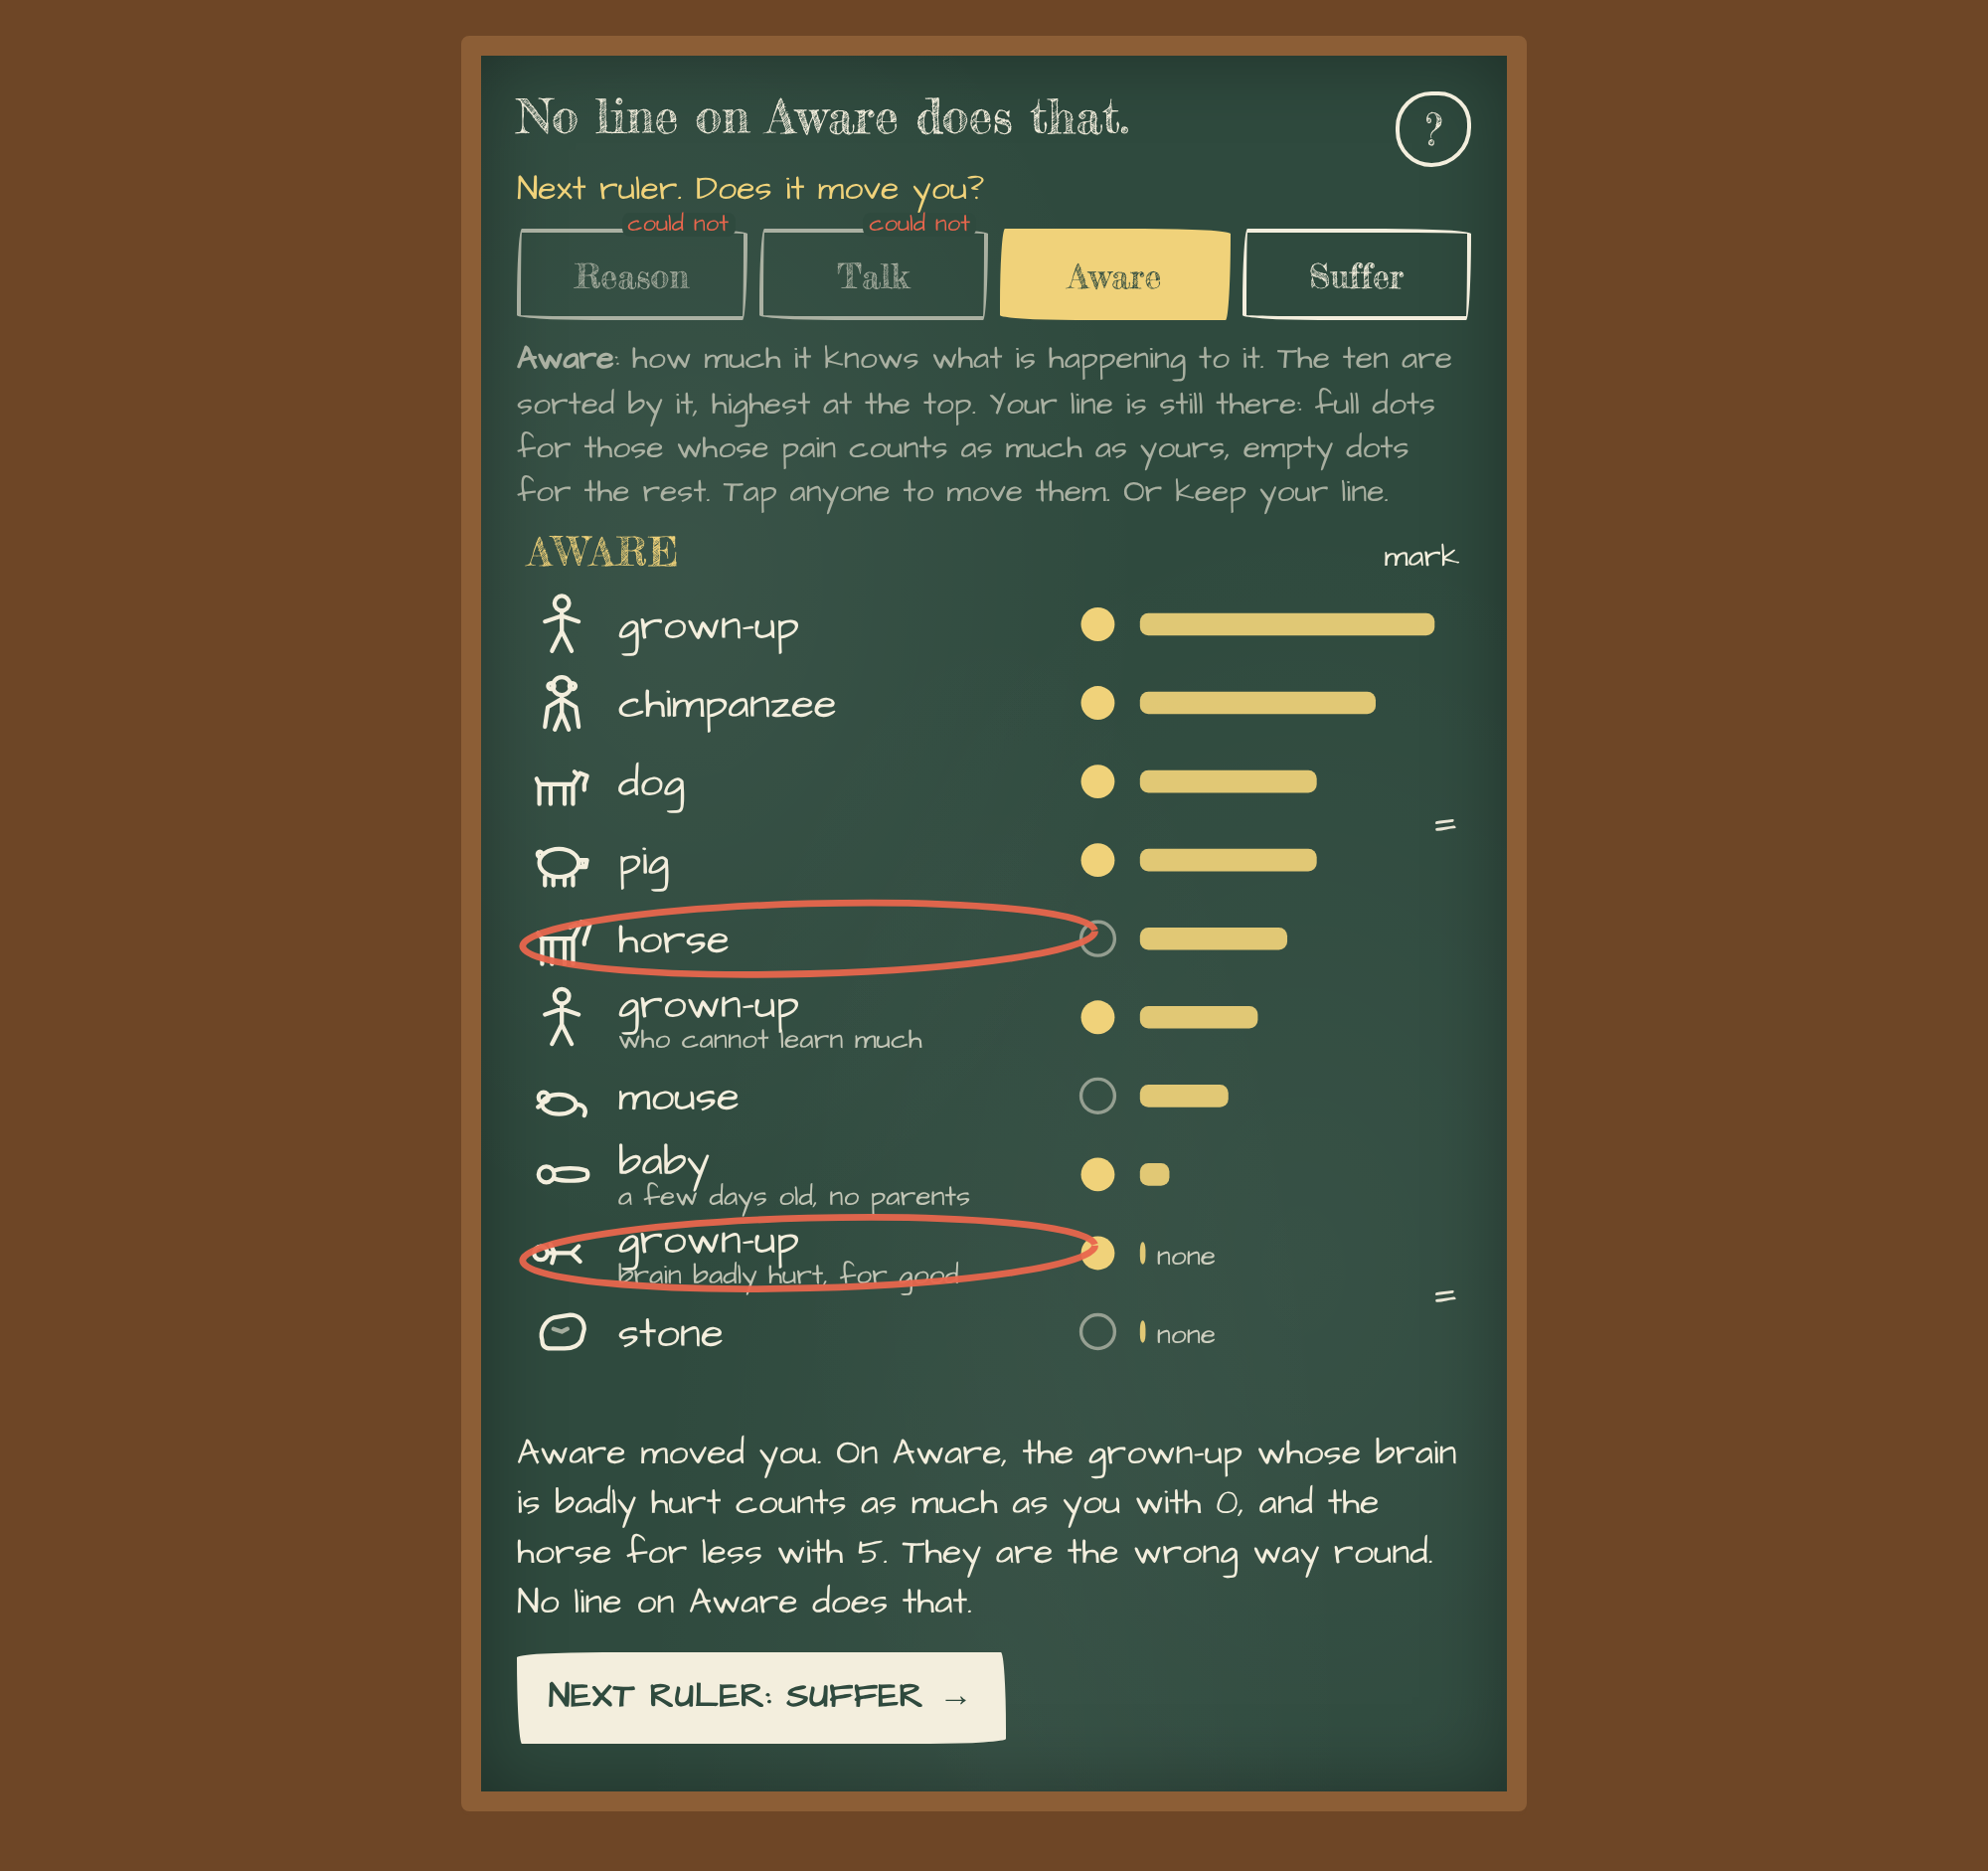 No line on Aware does that.
?
Next ruler. Does it move you?
could not
could not
Reason
Talk
Aware
Suffer
Aware: how much it knows what is happening to it. The ten are
sorted by it, highest at the top. Your line is still there: full dots
for those whose pain counts as much as yours, empty dots
for the rest. Tap anyone to move them. Or keep your line.
AWARE
mark
grown-up
chimpanzee
dog
=
pig
horse
grown-up
who cannot learn much
mouse
baby
a few days old, no parents
grown-up
brain badly hurt, for good
none
=
stone
none
Aware moved you. On Aware, the grown-up whose brain
is badly hurt counts as much as you with 0, and the
horse for less with 5. They are the wrong way round.
No line on Aware does that.
NEXT RULER: SUFFER →